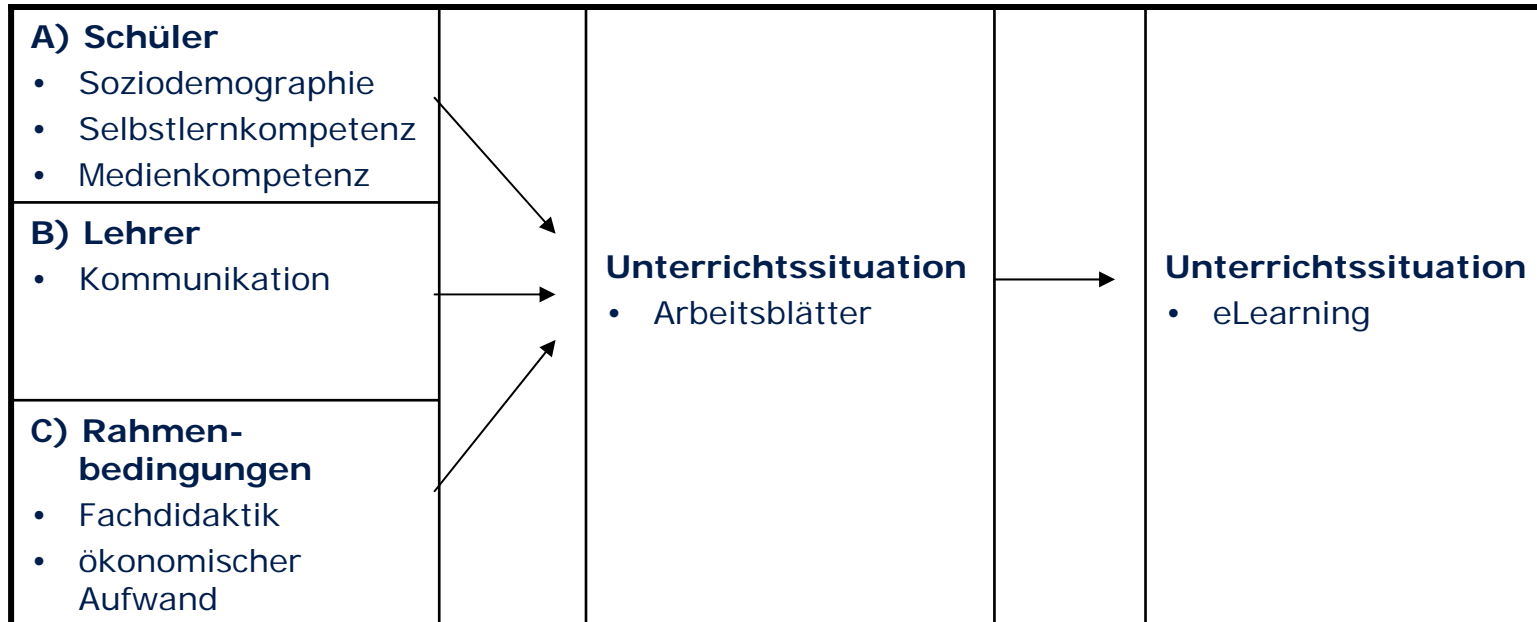 A) Schüler
• Soziodemographie
• Selbstlernkompetenz
• Medienkompetenz
B) Lehrer
• Kommunikation
C) Rahmen-
bedingungen
• Fachdidaktik
• ökonomischer
Aufwand
Unterrichtssituation
• Arbeitsblätter
Unterrichtssituation
• eLearning